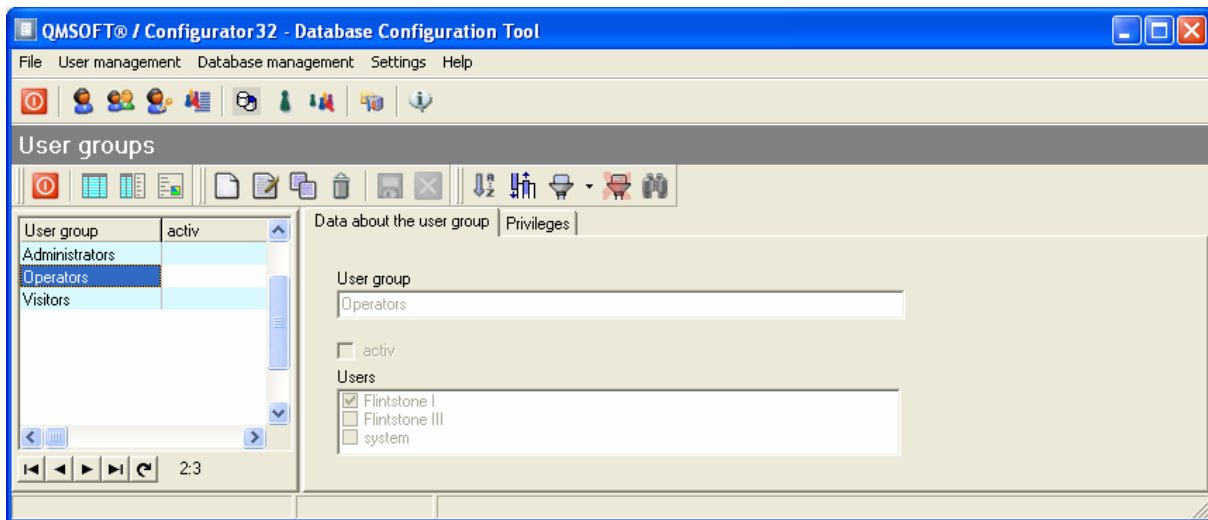 QMSOFT® / Configurator32 - Database Configuration Tool
File User management Database management Settings Help
User groups
User group activ
Administrators
Operators
Visitors
2:3
Data about the user group Privileges
User group
Operators
activ
Users
Flintstone I
Flintstone III
system